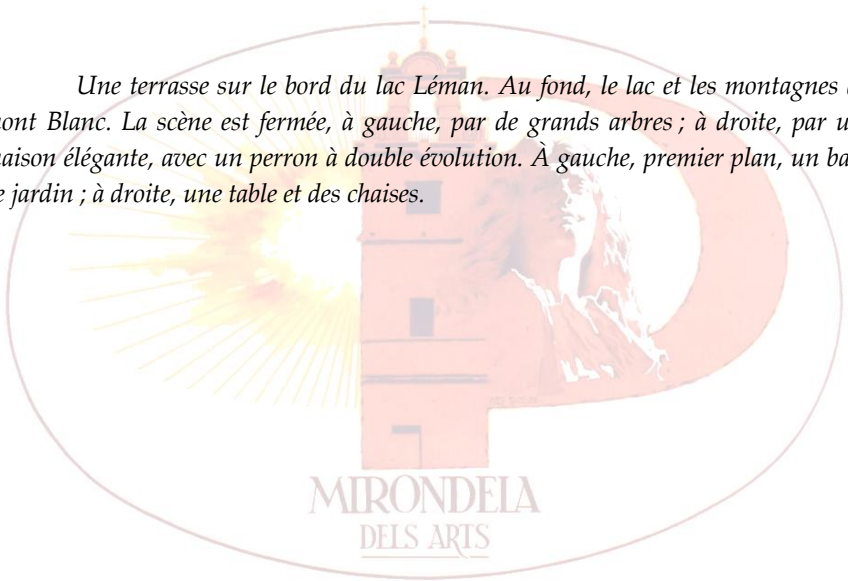 Une terrasse sur le bord du lac Léman. Au fond, le lac et les montagnes
ont Blanc. La scène est fermée, à gauche, par de grands arbres ; à droite, par
aison élégante, avec un perron à double évolution. À gauche, premier plan, un
e jardin ; à droite, une table et des chaises.
MIRONDELA
DELS ARTS